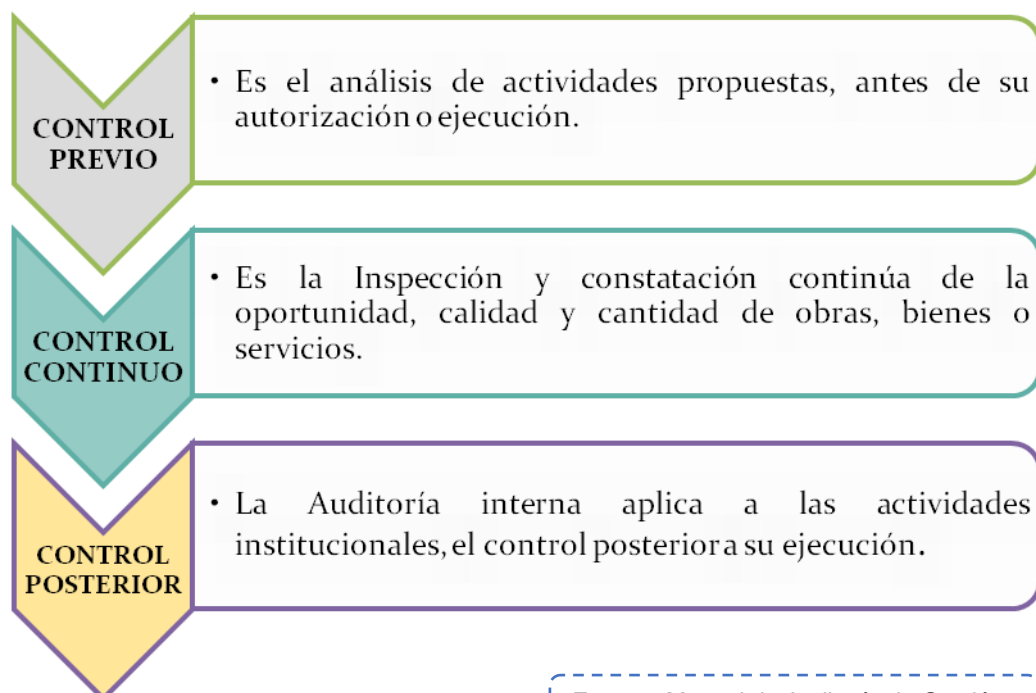 CONTROL
PREVIO
• Es el análisis de actividades propuestas, antes de su
autorización o ejecución.
CONTROL
CONTINUO
• Es la Inspección y constatación continúa de la
oportunidad, calidad y cantidad de obras, bienes o
servicios.
CONTROL
POSTERIOR
• La Auditoría interna aplica a las actividades
institucionales, el control posterior a su ejecución.